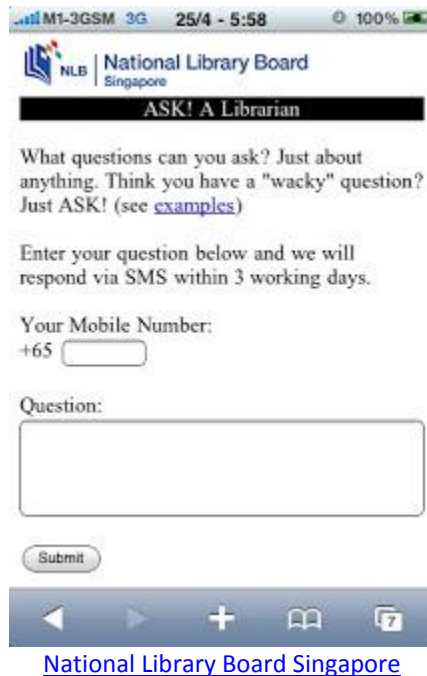 M1-3GSM 3G 25/4 - 5:58 100%
NLB National Library Board
Singapore
ASK! A Librarian
What questions can you ask? Just about
anything. Think you have a "wacky" question?
Just ASK! (see examples)
Enter your question below and we will
respond via SMS within 3 working days.
Your Mobile Number:
+65
Question:
Submit
7
National Library Board Singapore